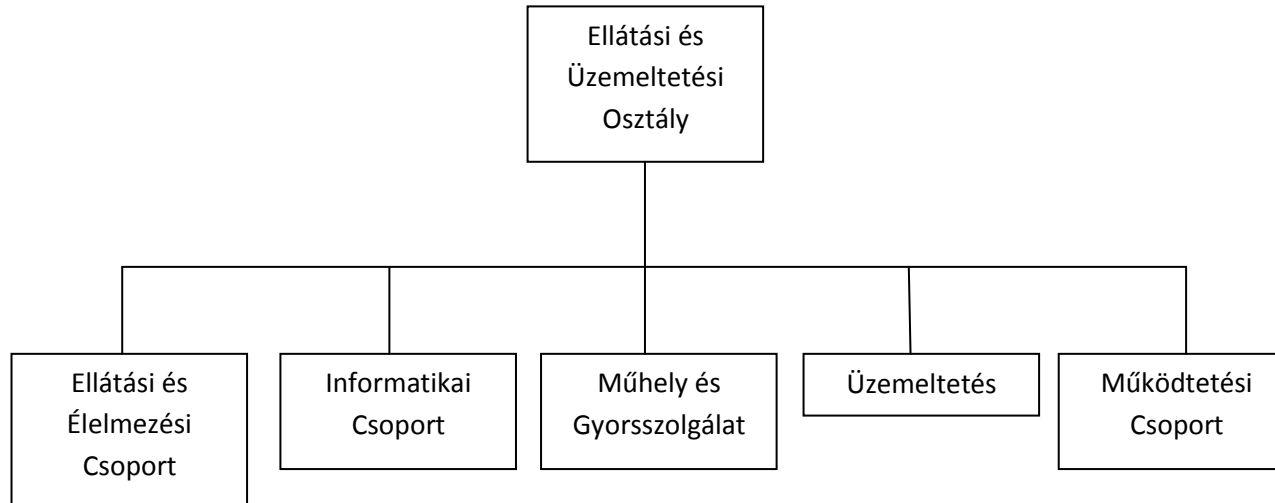 Ellátási és
Üzemeltetési
Osztály
Ellátási és
Élelmezési
Csoport
Informatikai
Csoport
Műhely és
Gyorsszolgálat
Üzemeltetés
Működtetési
Csoport